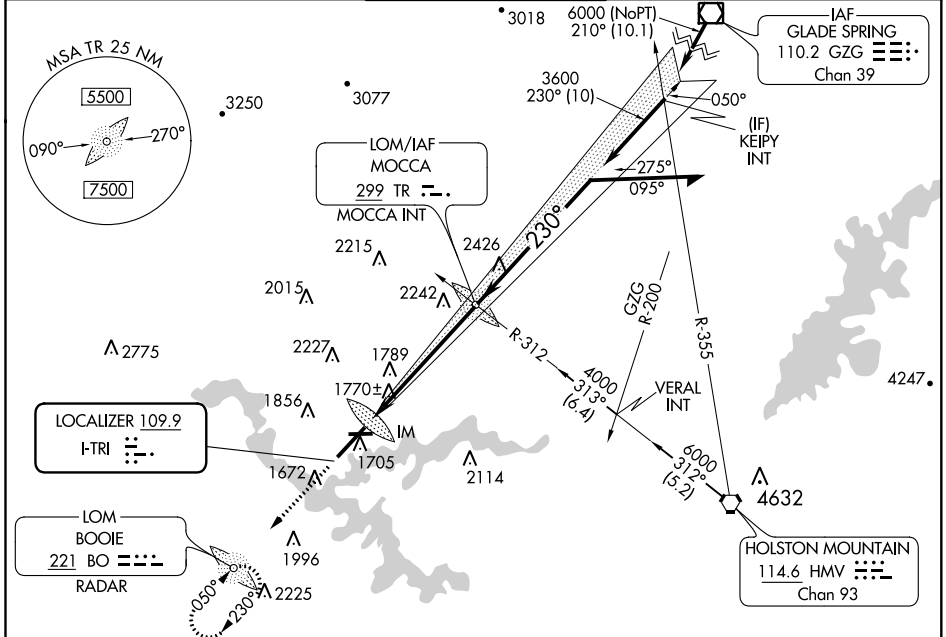 3018
6000 (NoPT)
210° (10.1)
IAF
GLADE SPRING
110.2 GZG
Chan 39
MSA TR 25 NM
5500
090°
270°
7500
3250
3077
3600
230° (10)
050°
(IF)
KEIPY
INT
LOM/IAF
MOCCA
299 TR
MOCCA INT
275°
095°
230°
2215
2426
2015
2242
GZG
R-200
R-355
R-312
2775
2227
1789
1770±
4000
313°
(6.4)
VERAL
INT
4247
1856
LOCALIZER 109.9
I-TRI
IM
1705
1672
2114
6000
312°
(5.2)
4632
LOM
BOOIE
221 BO
RADAR
1996
050°
230°
2225
HOLSTON MOUNTAIN
114.6 HMV
Chan 93